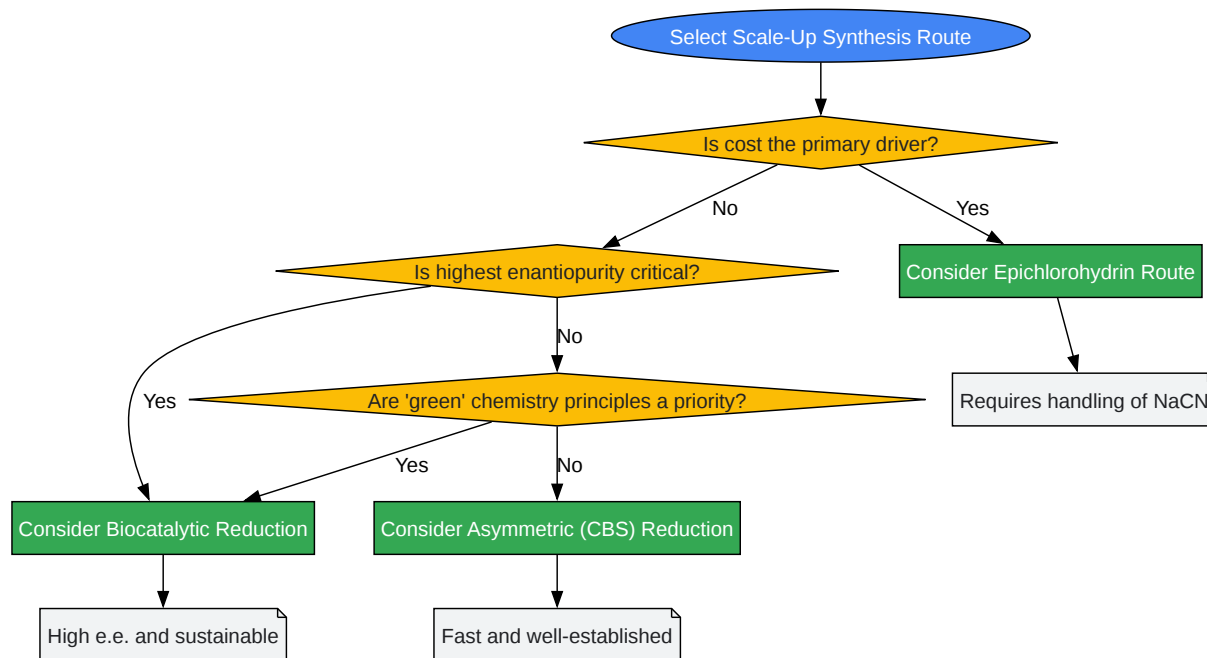 Select Scale-Up Synthesis Route
Is cost the primary driver?
No
Yes
Is highest enantiopurity critical?
Consider Epichlorohydrin Route
No
Yes
Are 'green' chemistry principles a priority?
Requires handling of NaCN
Yes
No
Consider Biocatalytic Reduction
Consider Asymmetric (CBS) Reduction
High e.e. and sustainable
Fast and well-established